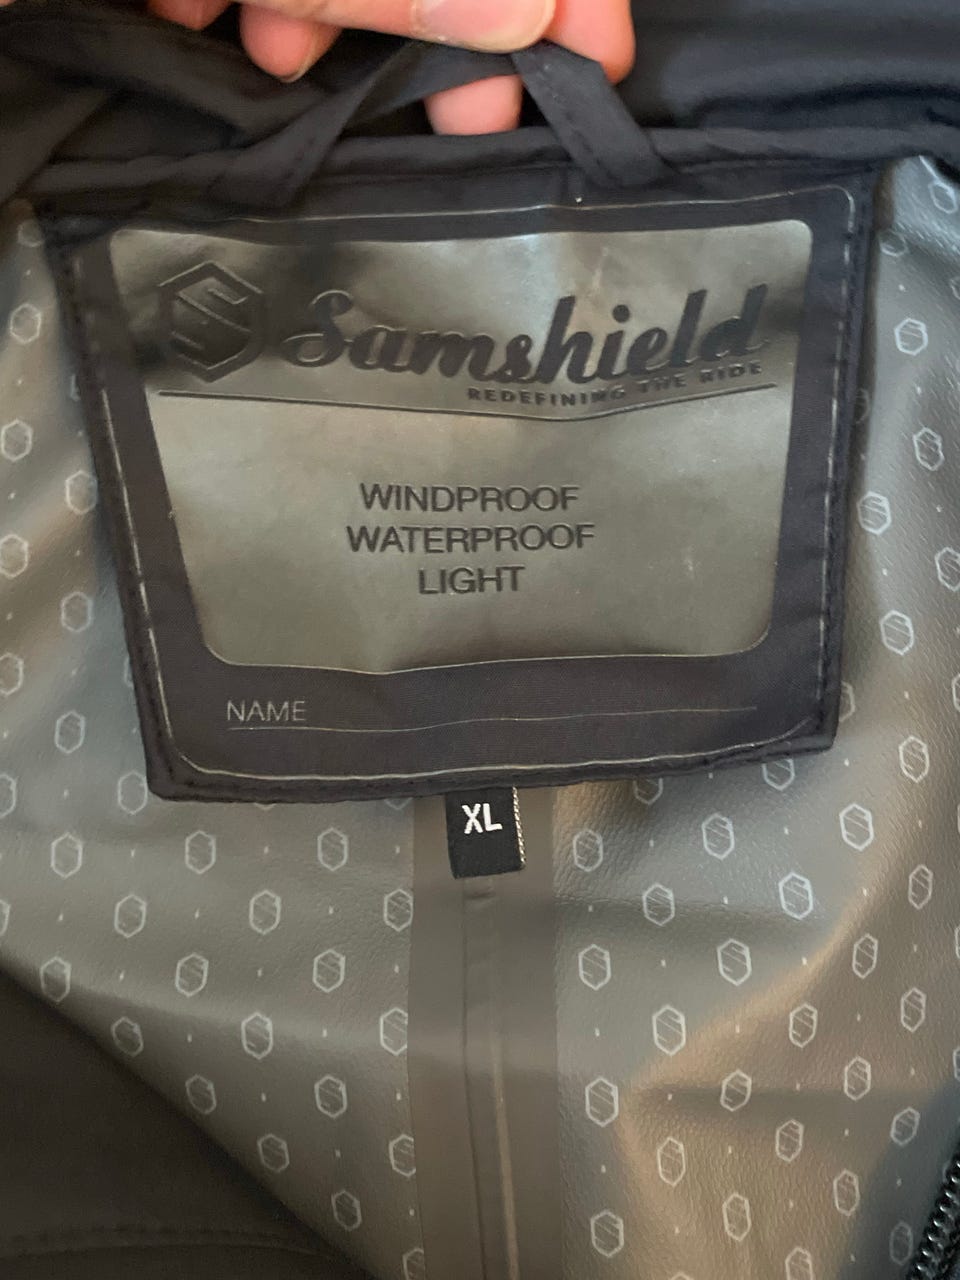 Samshield
REDEFINING THE RIDE
WINDPROOF
WATERPROOF
LIGHT
NAME
XL